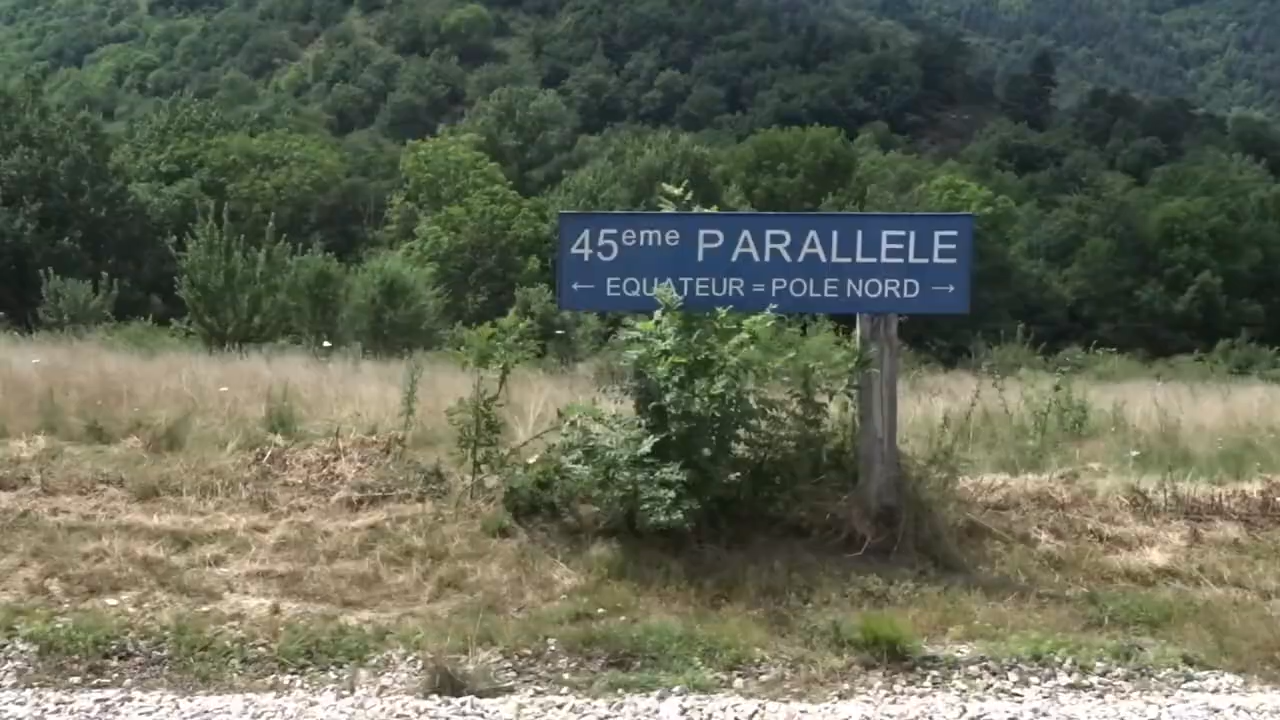 45eme PARALLELE
← EQUATEUR = POLE NORD →